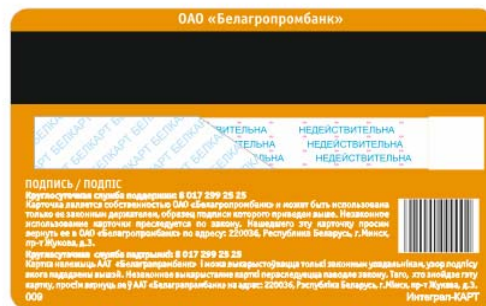 ОАО «Белагропромбанк»
БЕЛКАРТ БЕЛКАРТ БЕЛКАРТ БЕЛКАРТ
НЕДЕЙСТВИТЕЛЬНА
НЕДЕЙСТВИТЕЛЬНА
НЕДЕЙСТВИТЕЛЬНА
ПОДПИСЬ / ПОДПІС
Круглосуточная служба поддержки: 8 017 299 25 25
Карточка является собственностью ОАО «Белагропромбанк» и может быть использована
только ее законным держателем, образец подписи которого приведен выше. Незаконное
использование карточки преследуется по закону. Нашедшего эту карточку просим
вернуть ее в ОАО «Белагропромбанк» по адресу: 220036, Республика Беларусь, г.Минск,
пр-т Жукова, д.3.
Кругласутачная служба падтрымкі: 8 017 299 25 25
Картка належыць ААТ «Белаграпрамбанк» і можа выкарыстоўвацца толькі законным уладальнікам, узор подпісу
якога пададзены вышэй. Незаконнае выкарыстанне карткі пераследуецца паводле закону. Таго, хто знойдзе гэту
картку, просім вярнуць яе ў ААТ «Белаграпрамбанк» на адрас: 220036, Рэспубліка Беларусь, г.Мінск, пр-т Жукава, д.3.
009
Интеграл-КАРТ